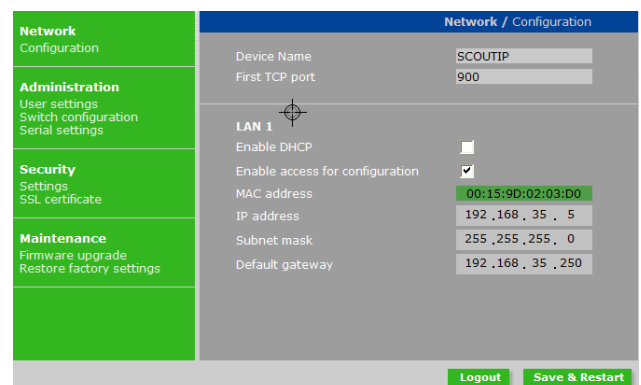 Network
Configuration
Administration
User settings
Switch configuration
Serial settings
Security
Settings
SSL certificate
Maintenance
Firmware upgrade
Restore factory settings
Network / Configuration
Device Name SCOUTIP
First TCP port 900
LAN 1
Enable DHCP
Enable access for configuration
MAC address 00:15:9D:02:03:D0
IP address 192 .168 . 35 . 5
Subnet mask 255 .255 .255 . 0
Default gateway 192 .168 . 35 .250
Logout Save & Restart